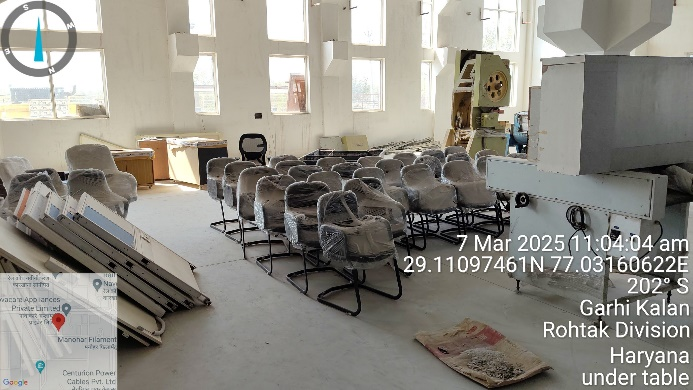 7 Mar 2025 11:04:04 am
29.11097461N 77.03160622E
202° S
Garhi Kalan
Rohtak Division
Haryana
under table
Private Limited
Manohar Filament
Centurion Power
Cables Pvt. Ltd
Google